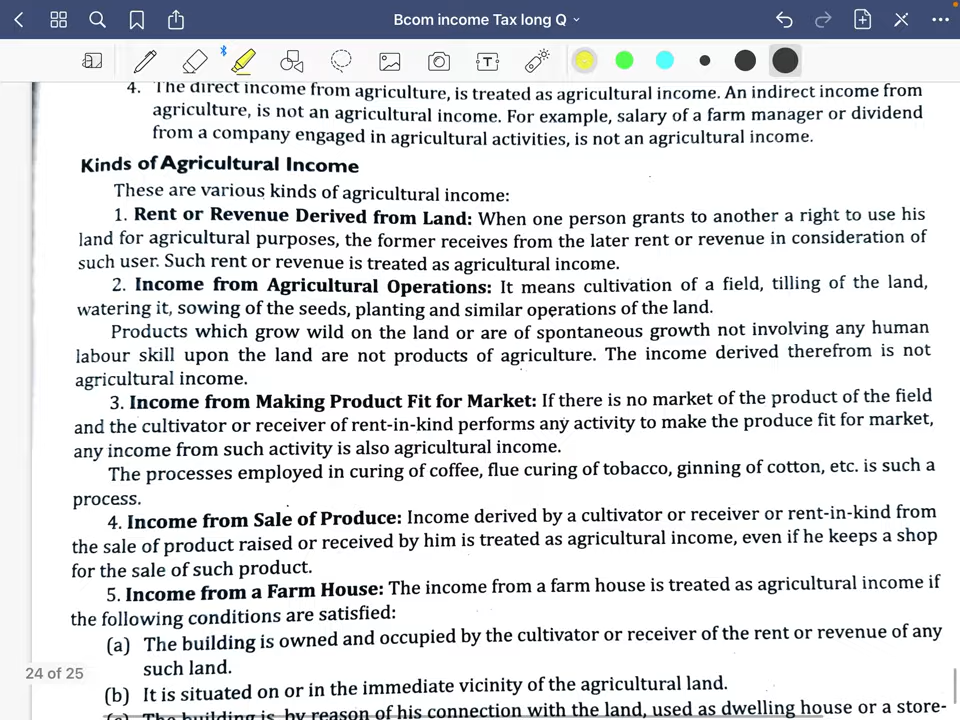 Bcom income Tax long Q
4. The direct income from agriculture, is treated as agricultural income. An indirect income from
agriculture, is not an agricultural income. For example, salary of a farm manager or dividend
from a company engaged in agricultural activities, is not an agricultural income.
Kinds of Agricultural Income
These are various kinds of agricultural income:
1. Rent or Revenue Derived from Land: When one person grants to another a right to use his
land for agricultural purposes, the former receives from the later rent or revenue in consideration of
such user. Such rent or revenue is treated as agricultural income.
2. Income from Agricultural Operations: It means cultivation of a field, tilling of the land,
watering it, sowing of the seeds, planting and similar operations of the land.
Products which grow wild on the land or are of spontaneous growth not involving any human
labour skill upon the land are not products of agriculture. The income derived therefrom is not
agricultural income.
3. Income from Making Product Fit for Market: If there is no market of the product of the field
and the cultivator or receiver of rent-in-kind performs any activity to make the produce fit for market,
any income from such activity is also agricultural income.
The processes employed in curing of coffee, flue curing of tobacco, ginning of cotton, etc. is such a
process.
4. Income from Sale of Produce: Income derived by a cultivator or receiver or rent-in-kind from
the sale of product raised or received by him is treated as agricultural income, even if he keeps a shop
for the sale of such product.
5. Income from a Farm House: The income from a farm house is treated as agricultural income if
the following conditions are satisfied:
(a) The building is owned and occupied by the cultivator or receiver of the rent or revenue of any
such land.
24 of 25
(b) It is situated on or in the immediate vicinity of the agricultural land.
(c) The building is, by reason of his connection with the land, used as dwelling house or a store-